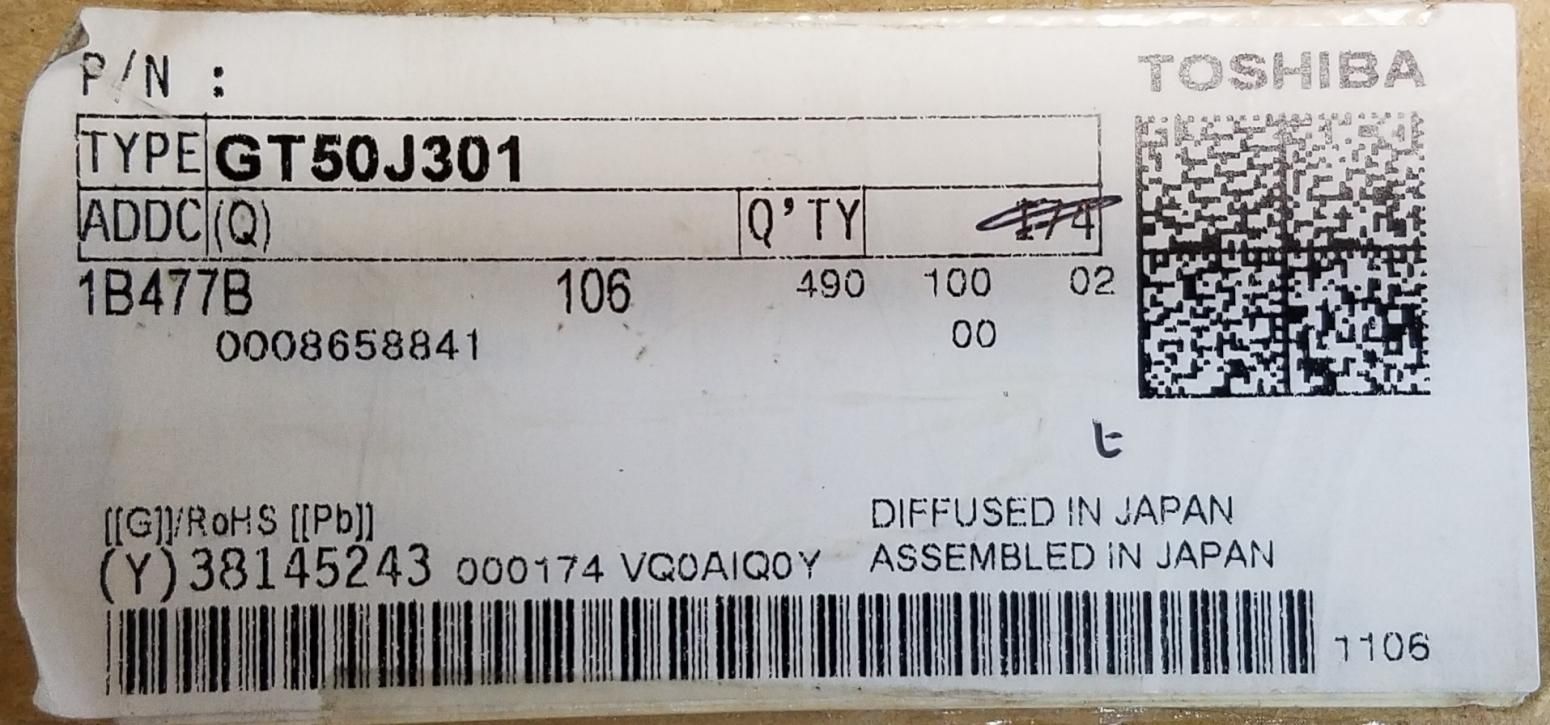 P/N :
TOSHIBA
TYPE GT50J301
ADDC (Q) Q'TY 174
1B477B 106 490 100 02
0008658841 00
ヒ
[[G]]/RoHS [[Pb]]
DIFFUSED IN JAPAN
(Y)38145243 000174 VQ0AIQ0Y
ASSEMBLED IN JAPAN
1106